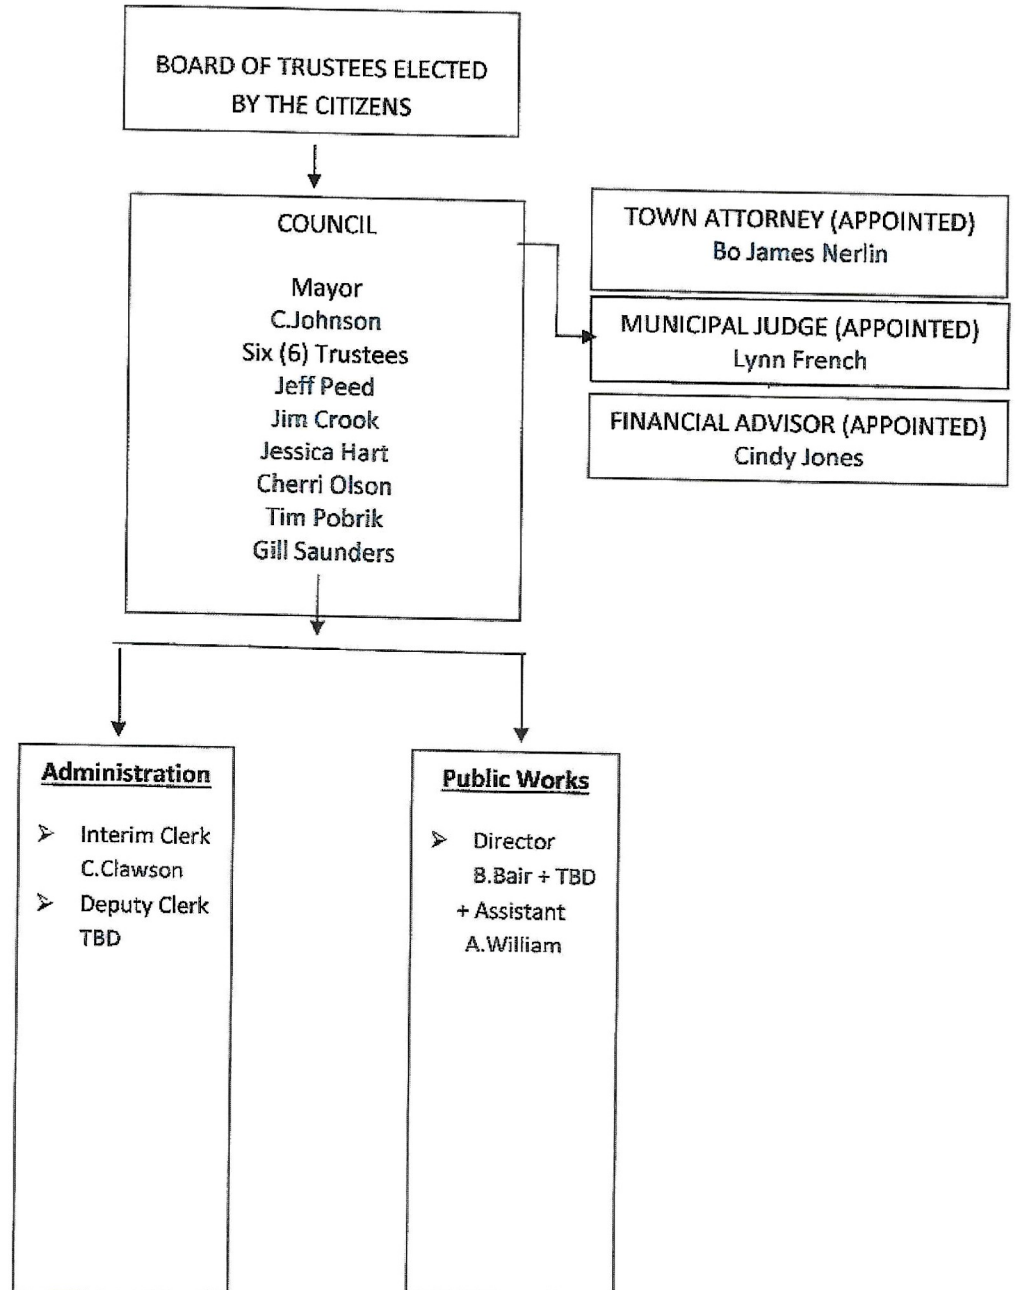 BOARD OF TRUSTEES ELECTED
BY THE CITIZENS
COUNCIL
Mayor
C.Johnson
Six (6) Trustees
Jeff Peed
Jim Crook
Jessica Hart
Cherri Olson
Tim Pobrik
Gill Saunders
TOWN ATTORNEY (APPOINTED)
Bo James Nerlin
MUNICIPAL JUDGE (APPOINTED)
Lynn French
FINANCIAL ADVISOR (APPOINTED)
Cindy Jones
Administration
➢ Interim Clerk
C.Clawson
➢ Deputy Clerk
TBD
Public Works
➢ Director
B.Bair + TBD
+ Assistant
A.William